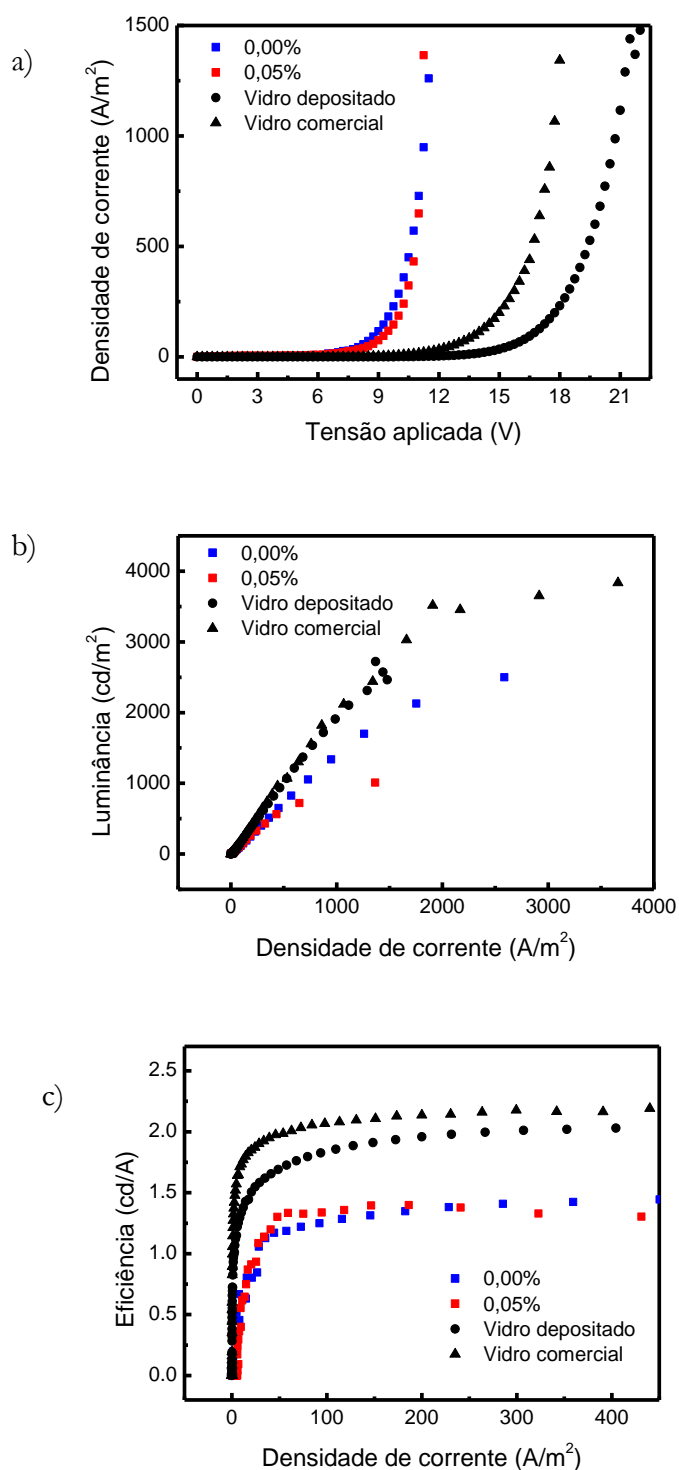 a)
1500
1000
500
0
Densidade de corrente (A/m²)
0,00%
0,05%
Vidro depositado
Vidro comercial
0 3 6 9 12 15 18 21
Tensão aplicada (V)
b)
4000
3000
2000
1000
0
Luminância (cd/m²)
0,00%
0,05%
Vidro depositado
Vidro comercial
0 1000 2000 3000 4000
Densidade de corrente (A/m²)
c)
2.5
2.0
1.5
1.0
0.5
0.0
Eficiência (cd/A)
0,00%
0,05%
Vidro depositado
Vidro comercial
0 100 200 300 400
Densidade de corrente (A/m²)